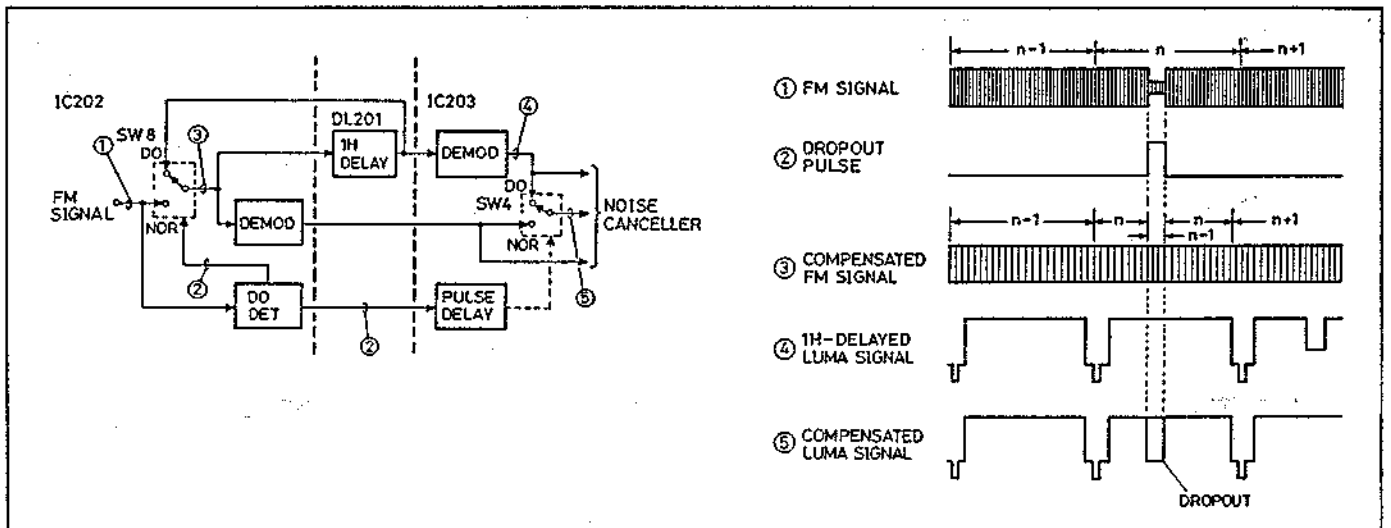 IC202
SW8
DO
①
FM
SIGNAL
NOR
②
③
DEMOD
DO
DET
DL201
1H
DELAY
②
IC203
④
DEMOD
DO
SW4
NOR
⑤
PULSE
DELAY
NOISE
CANCELLER
n-1
n
n+1
① FM SIGNAL
② DROPOUT
PULSE
n-1
n
n
n+1
n-1
③ COMPENSATED
FM SIGNAL
④ 1H-DELAYED
LUMA SIGNAL
⑤ COMPENSATED
LUMA SIGNAL
DROPOUT